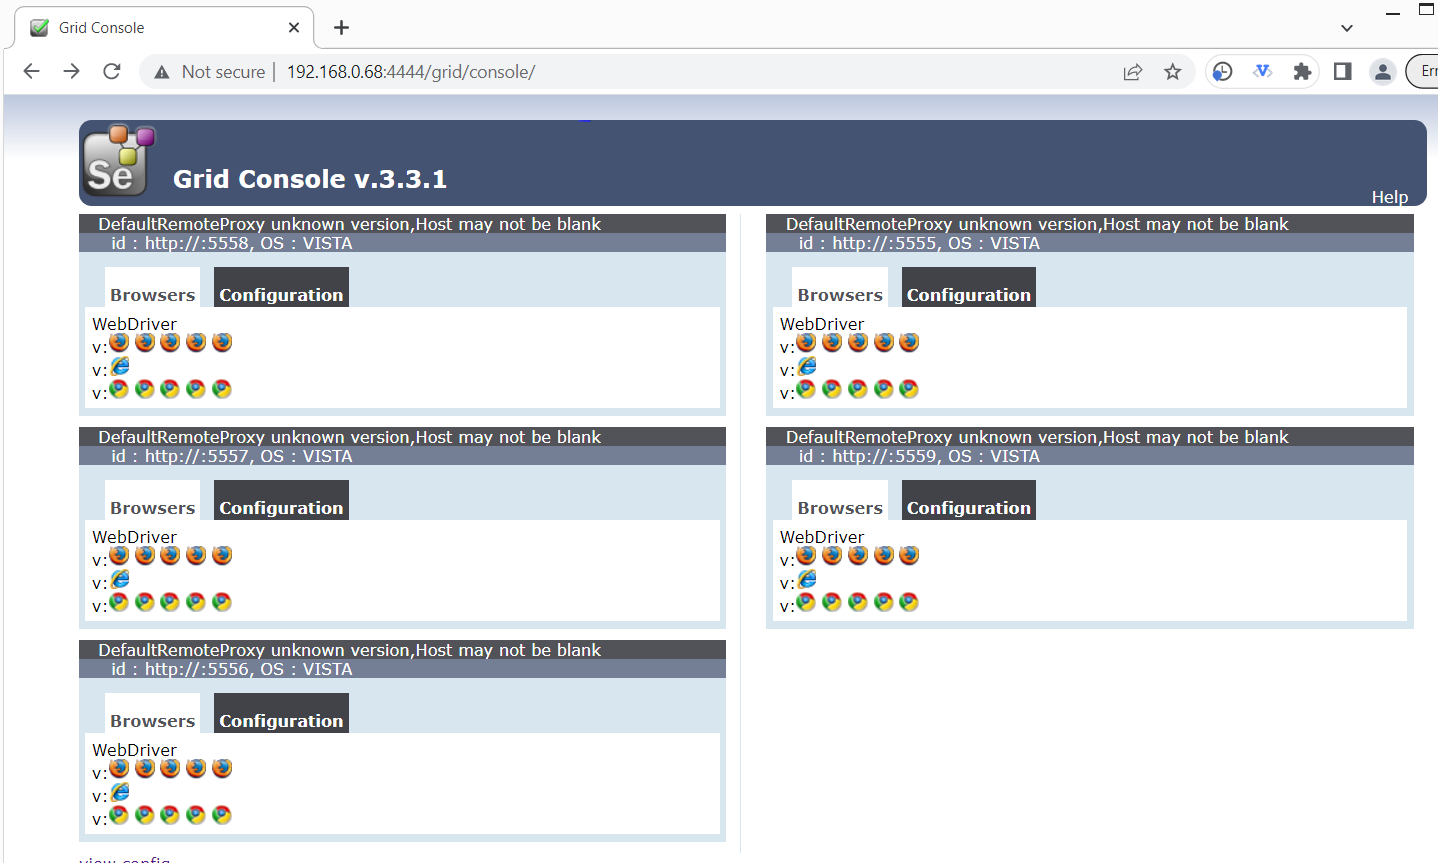 Grid Console
Not secure | 192.168.0.68:4444/grid/console/
Err
Se
Grid Console v.3.3.1
Help
DefaultRemoteProxy unknown version,Host may not be blank
id : http://:5558, OS : VISTA
Browsers Configuration
WebDriver
v:
v:
v:
DefaultRemoteProxy unknown version,Host may not be blank
id : http://:5557, OS : VISTA
Browsers Configuration
WebDriver
v:
v:
v:
DefaultRemoteProxy unknown version,Host may not be blank
id : http://:5556, OS : VISTA
Browsers Configuration
WebDriver
v:
v:
v:
view config
DefaultRemoteProxy unknown version,Host may not be blank
id : http://:5555, OS : VISTA
Browsers Configuration
WebDriver
v:
v:
v:
DefaultRemoteProxy unknown version,Host may not be blank
id : http://:5559, OS : VISTA
Browsers Configuration
WebDriver
v:
v:
v: